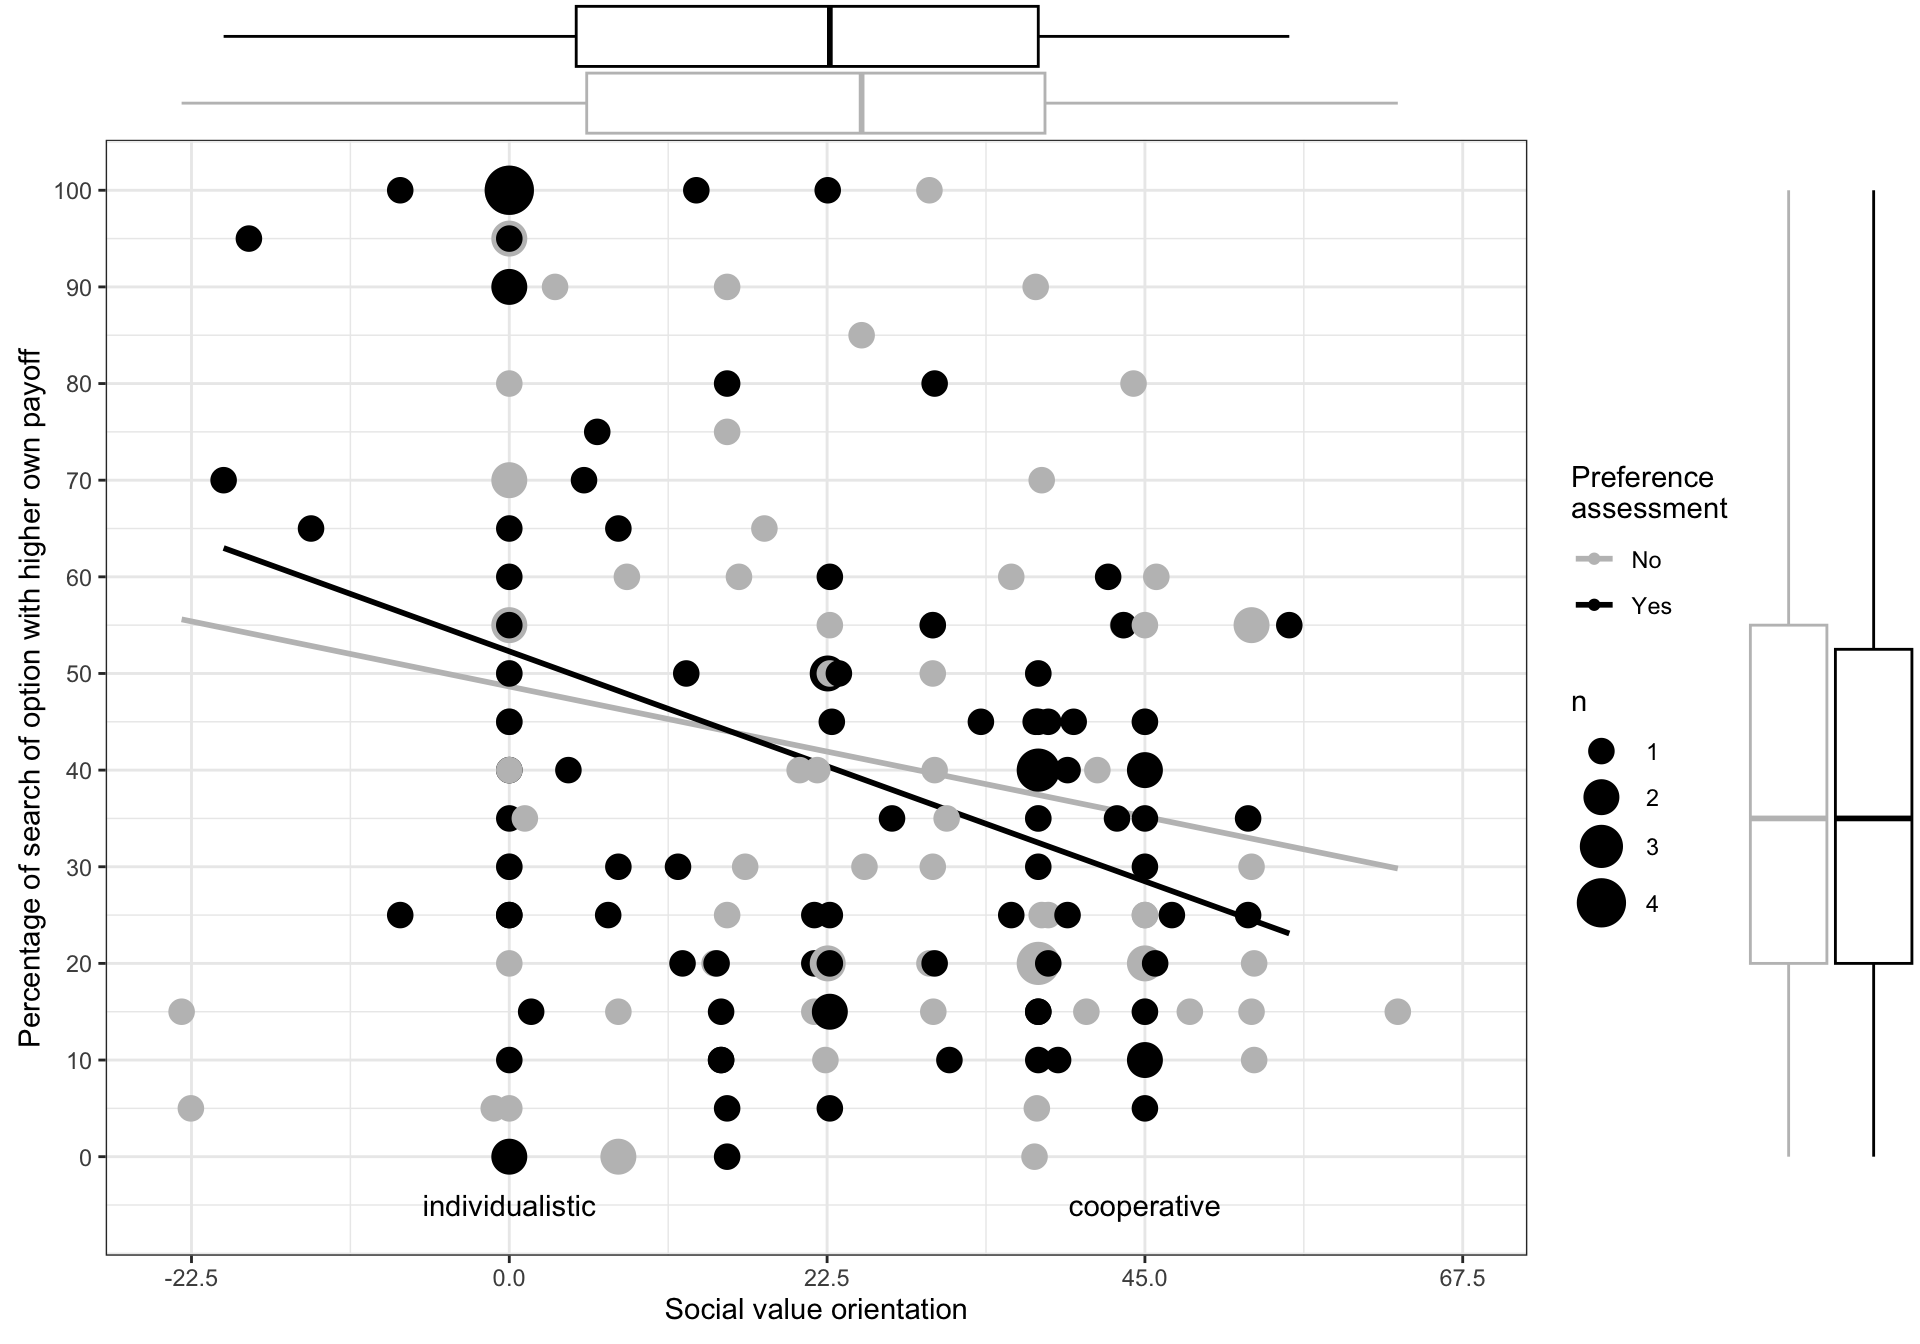 Percentage of search of option with higher own payoff
100
90
80
70
60
50
40
30
20
10
0
individualistic
cooperative
-22.5
0.0
22.5
45.0
67.5
Social value orientation
Preference
assessment
No
Yes
n
1
2
3
4